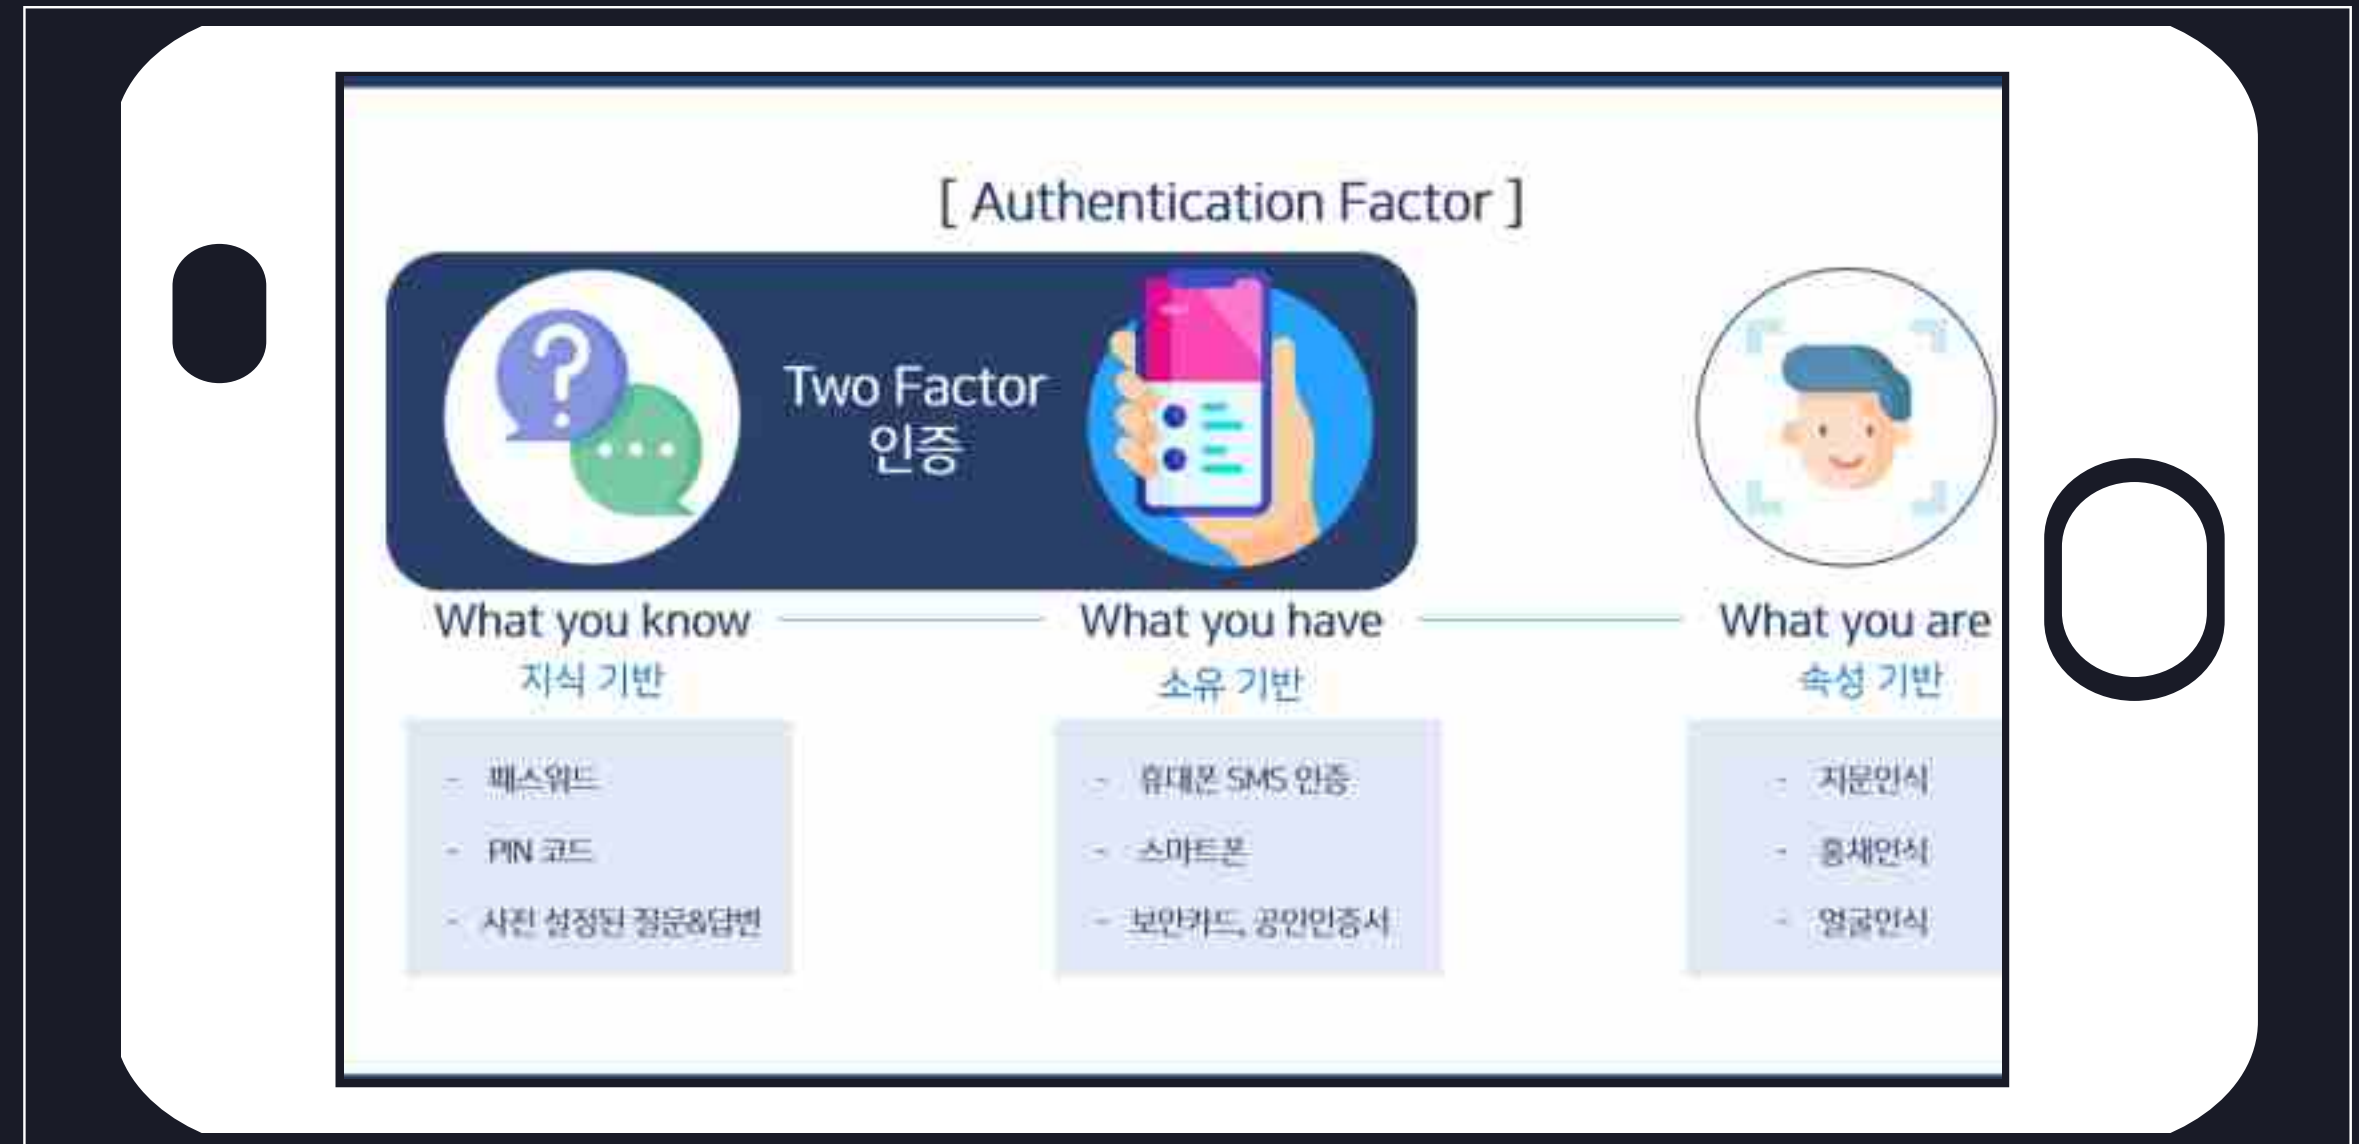 [ Authentication Factor ]
Two Factor
인증
What you know
What you have
What you are
지식 기반
소유 기반
속성 기반
- 패스워드
- 휴대폰 SMS 인증
- 지문인식
- PIN 코드
- 스마트폰
- 홍채인식
- 사전 설정된 질문&답변
- 보안카드, 공인인증서
- 얼굴인식